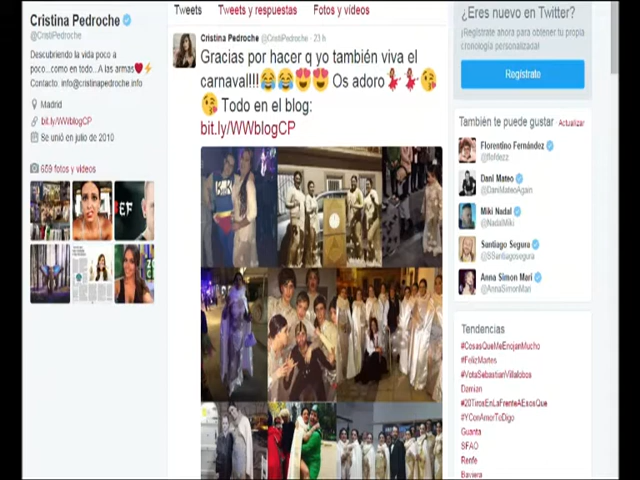 Cristina Pedroche
@CristiPedroche
Descubriendo la vida poco a
poco...como en todo...A las armas❤️⚡
Contacto: info@cristinapedroche.info
Madrid
bit.ly/WWblogCP
Se unió en julio de 2010
659 fotos y vídeos
Tweets Tweets y respuestas Fotos y vídeos
Cristina Pedroche @CristiPedroche · 23 h
Gracias por hacer q yo también viva el
carnaval!!!😂😂😍😍 Os adoro💃💃😘
😘 Todo en el blog:
bit.ly/WWblogCP
¿Eres nuevo en Twitter?
¡Regístrate ahora para obtener tu propia
cronología personalizada!
Regístrate
También te puede gustar · Actualizar
Florentino Fernández
Dani Mateo
@DaniMateoAgain
Miki Nadal
@NadalMiki
Santiago Segura
@SSantiagosegura
Anna Simon Mari
@AnnaSimonMari
Tendencias
#CosasQueMeEnojanMucho
#FelizMartes
#VotaSebastianVillalobos
Damian
#20TirosEnLaFrenteAEsosQue
#YConAmorTeDigo
Guanta
SFAO
Renfe
Baviera